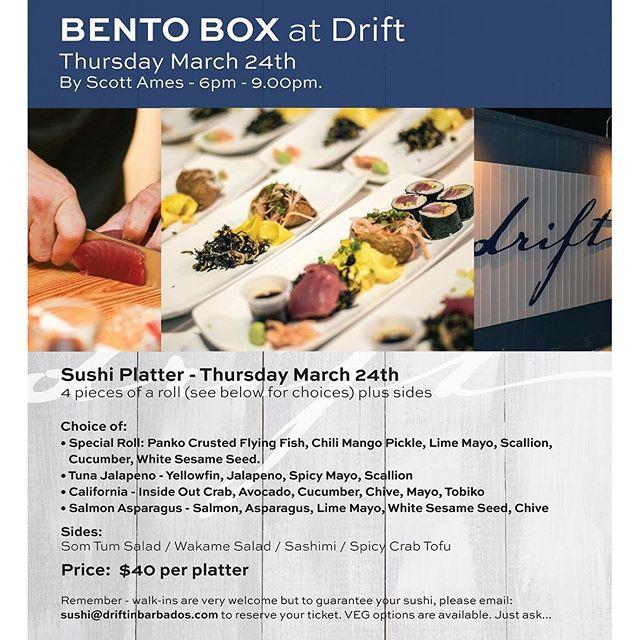 BENTO BOX at Drift
Thursday March 24th
By Scott Ames - 6pm - 9.00pm.
drift
Sushi Platter - Thursday March 24th
4 pieces of a roll (see below for choices) plus sides
Choice of:
• Special Roll: Panko Crusted Flying Fish, Chili Mango Pickle, Lime Mayo, Scallion,
Cucumber, White Sesame Seed.
• Tuna Jalapeno - Yellowfin, Jalapeno, Spicy Mayo, Scallion
• California - Inside Out Crab, Avocado, Cucumber, Chive, Mayo, Tobiko
• Salmon Asparagus - Salmon, Asparagus, Lime Mayo, White Sesame Seed, Chive
Sides:
Som Tum Salad / Wakame Salad / Sashimi / Spicy Crab Tofu
Price: $40 per platter
Remember - walk-ins are very welcome but to guarantee your sushi, please email:
sushi@driftinbarbados.com to reserve your ticket. VEG options are available. Just ask...